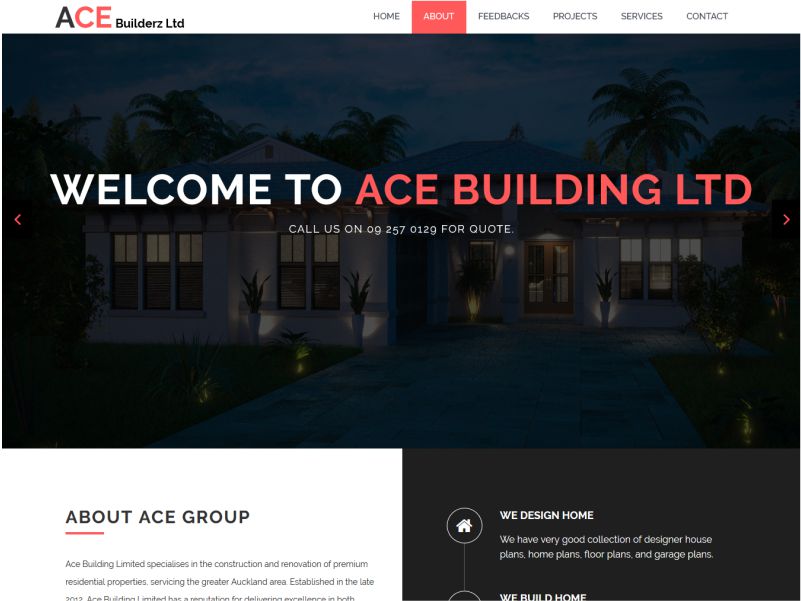 ACE Builderz Ltd
HOME ABOUT FEEDBACKS PROJECTS SERVICES CONTACT
WELCOME TO ACE BUILDING LTD
CALL US ON 09 257 0129 FOR QUOTE.
ABOUT ACE GROUP
Ace Building Limited specialises in the construction and renovation of premium
residential properties, servicing the greater Auckland area. Established in the late
2012, Ace Building Limited has a reputation for delivering excellence in both
WE DESIGN HOME
We have very good collection of designer house
plans, home plans, floor plans, and garage plans.
WE BUILD HOME